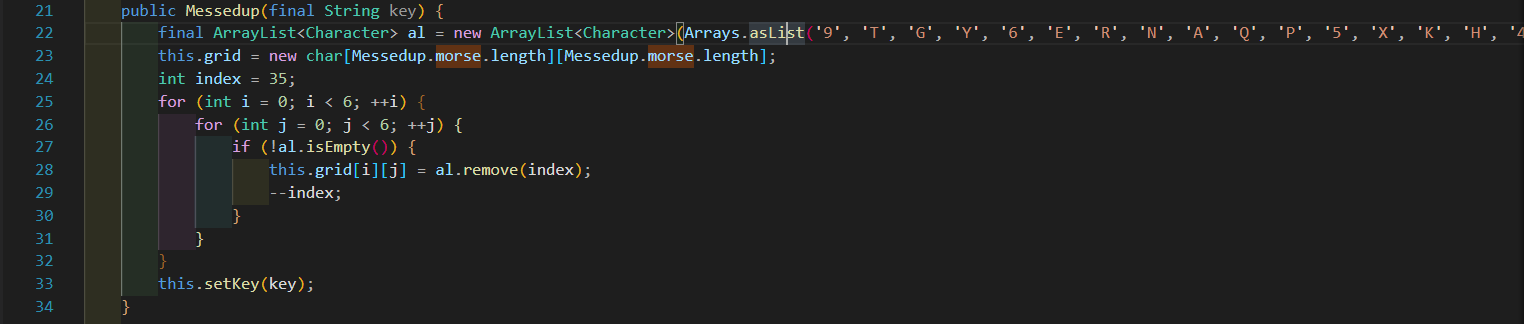 21 public Messedup(final String key) {
22 final ArrayList<Character> al = new ArrayList<Character>(Arrays.asList('9', 'T', 'G', 'Y', '6', 'E', 'R', 'N', 'A', 'Q', 'P', '5', 'X', 'K', 'H', '4
23 this.grid = new char[Messedup.morse.length][Messedup.morse.length];
24 int index = 35;
25 for (int i = 0; i < 6; ++i) {
26 for (int j = 0; j < 6; ++j) {
27 if (!al.isEmpty()) {
28 this.grid[i][j] = al.remove(index);
29 --index;
30 }
31 }
32 }
33 this.setKey(key);
34 }